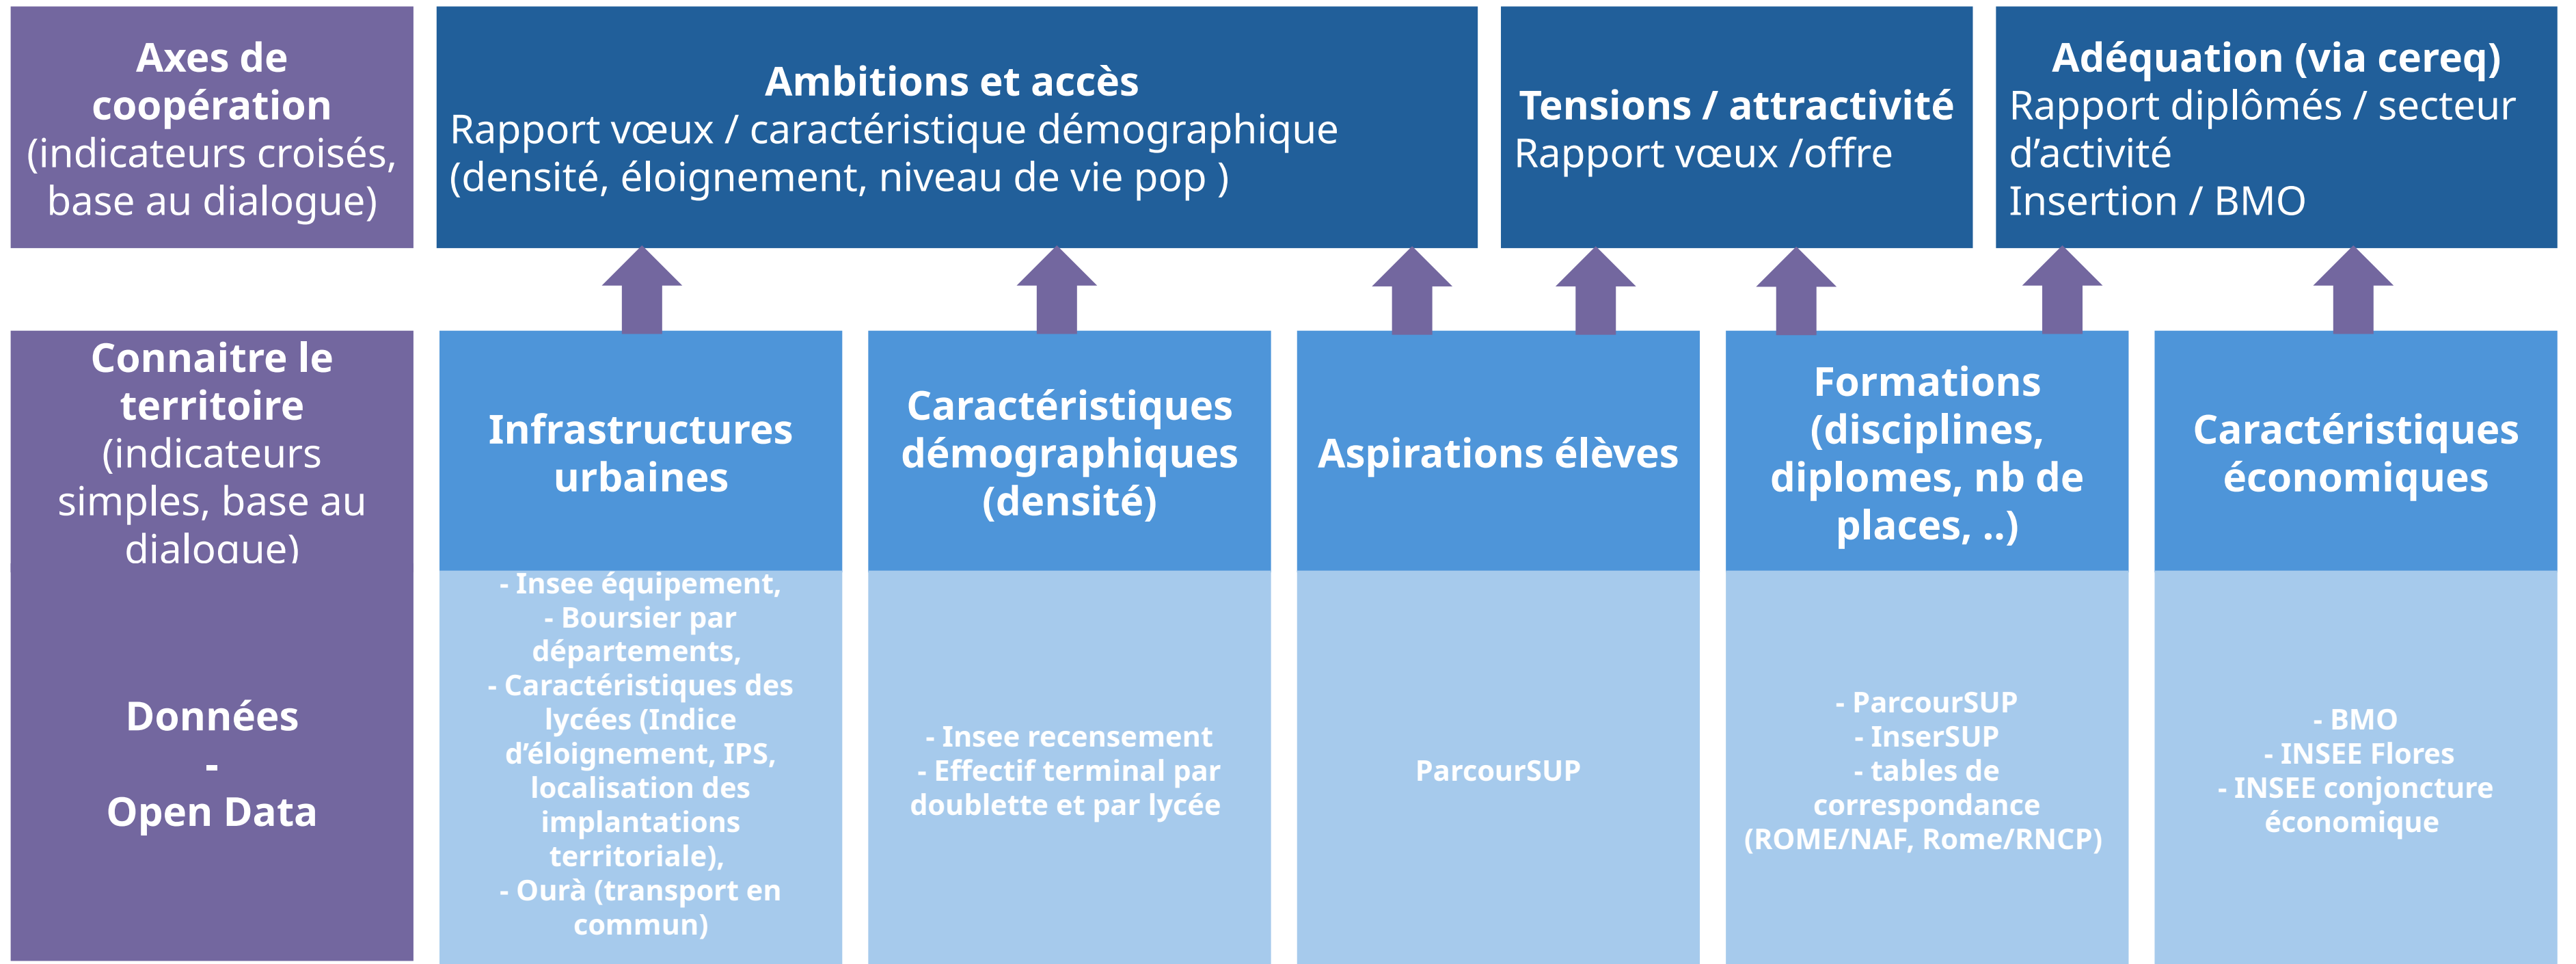 Axes de
coopération
(indicateurs croisés,
base au dialogue)
Ambitions et accès
Rapport vœux / caractéristique démographique
(densité, éloignement, niveau de vie pop )
Tensions / attractivité
Rapport vœux /offre
Adéquation (via cereq)
Rapport diplômés / secteur
d’activité
Insertion / BMO
Connaitre le
territoire
(indicateurs
simples, base au
dialogue)
Infrastructures
urbaines
Caractéristiques
démographiques
(densité)
Aspirations élèves
Formations
(disciplines,
diplomes, nb de
places, ..)
Caractéristiques
économiques
Données
-
Open Data
- Insee équipement,
- Boursier par
départements,
- Caractéristiques des
lycées (Indice
d’éloignement, IPS,
localisation des
implantations
territoriale),
- Ourà (transport en
commun)
- Insee recensement
- Effectif terminal par
doublette et par lycée
ParcourSUP
- ParcourSUP
- InserSUP
- tables de
correspondance
(ROME/NAF, Rome/RNCP)
- BMO
- INSEE Flores
- INSEE conjoncture
économique